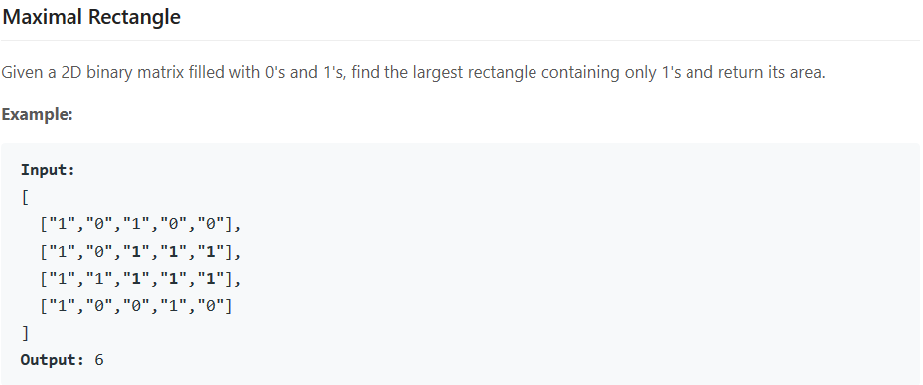 Maximal Rectangle
Given a 2D binary matrix filled with 0's and 1's, find the largest rectangle containing only 1's and return its area.
Example:
Input:
[
  ["1","0","1","0","0"],
  ["1","0","1","1","1"],
  ["1","1","1","1","1"],
  ["1","0","0","1","0"]
]
Output: 6